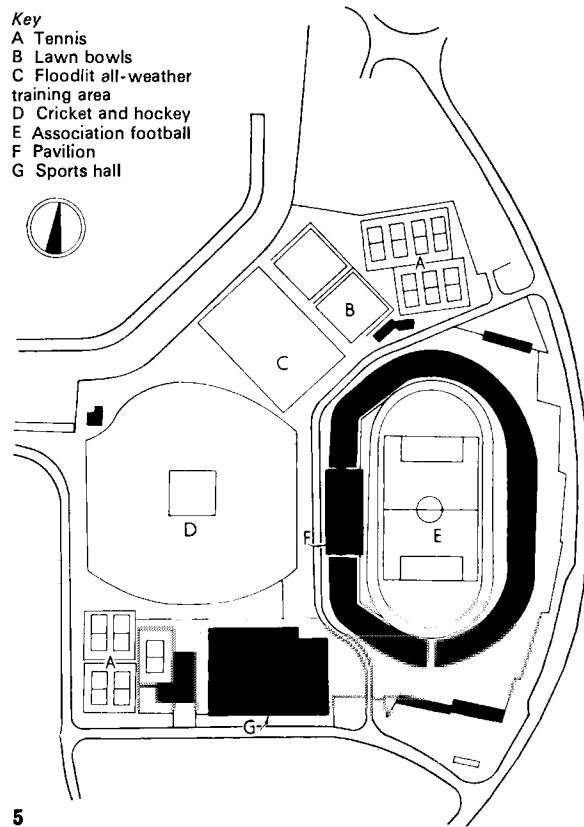 Key
A Tennis
B Lawn bowls
C Floodlit all-weather
training area
D Cricket and hockey
E Association football
F Pavilion
G Sports hall
A
B
C
D
F
E
A
G
5